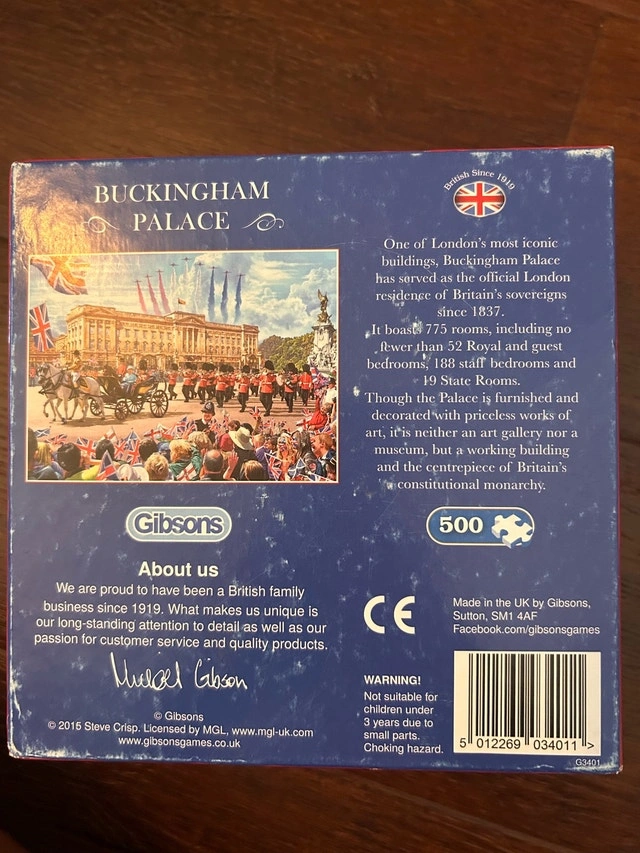 BUCKINGHAM
PALACE
British Since 1919
One of London's most iconic
buildings, Buckingham Palace
has served as the official London
residence of Britain's sovereigns
since 1837.
It boasts 775 rooms, including no
fewer than 52 Royal and guest
bedrooms, 188 staff bedrooms and
19 State Rooms.
Though the Palace is furnished and
decorated with priceless works of
art, it is neither an art gallery nor a
museum, but a working building
and the centrepiece of Britain's
constitutional monarchy.
Gibsons
500
About us
We are proud to have been a British family
business since 1919. What makes us unique is
our long-standing attention to detail as well as our
passion for customer service and quality products.
Michael Gibson
© Gibsons
© 2015 Steve Crisp. Licensed by MGL, www.mgl-uk.com
www.gibsonsgames.co.uk
CE
Made in the UK by Gibsons,
Sutton, SM1 4AF
Facebook.com/gibsonsgames
WARNING!
Not suitable for
children under
3 years due to
small parts.
Choking hazard.
5 012269 034011 >
G3401